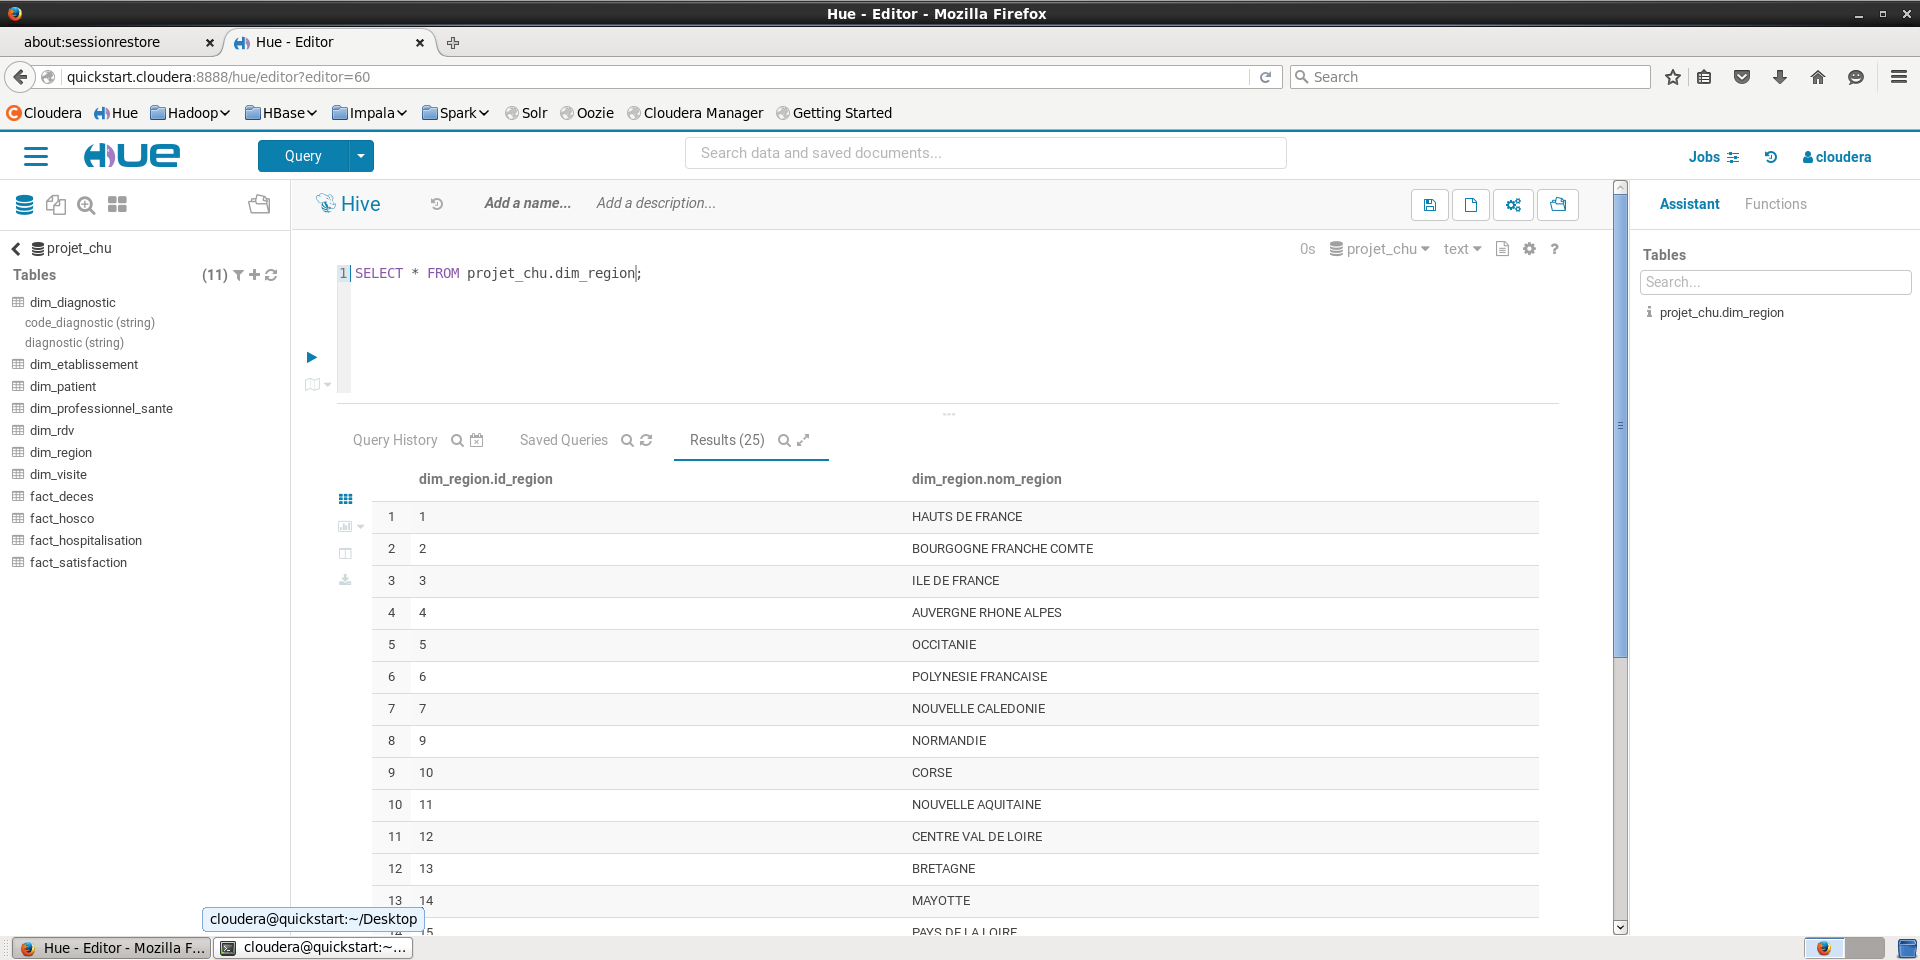 Hue - Editor - Mozilla Firefox
about:sessionrestore
Hue - Editor
quickstart.cloudera:8888/hue/editor?editor=60
Search
Cloudera Hue Hadoop HBase Impala Spark Solr Oozie Cloudera Manager Getting Started
HUE
Query
Search data and saved documents...
Jobs
cloudera
Hive
Add a name...
Add a description...
Assistant
Functions
projet_chu
Tables
(11)
dim_diagnostic
code_diagnostic (string)
diagnostic (string)
dim_etablissement
dim_patient
dim_professionnel_sante
dim_rdv
dim_region
dim_visite
fact_deces
fact_hosco
fact_hospitalisation
fact_satisfaction
0s projet_chu text ?
1 SELECT * FROM projet_chu.dim_region;
Query History
Saved Queries
Results (25)
dim_region.id_region dim_region.nom_region
1 1 HAUTS DE FRANCE
2 2 BOURGOGNE FRANCHE COMTE
3 3 ILE DE FRANCE
4 4 AUVERGNE RHONE ALPES
5 5 OCCITANIE
6 6 POLYNESIE FRANCAISE
7 7 NOUVELLE CALEDONIE
8 9 NORMANDIE
9 10 CORSE
10 11 NOUVELLE AQUITAINE
11 12 CENTRE VAL DE LOIRE
12 13 BRETAGNE
13 14 MAYOTTE
14 15 PAYS DE LA LOIRE
Tables
Search...
projet_chu.dim_region
cloudera@quickstart:~/Desktop
Hue - Editor - Mozilla F...
cloudera@quickstart:~...